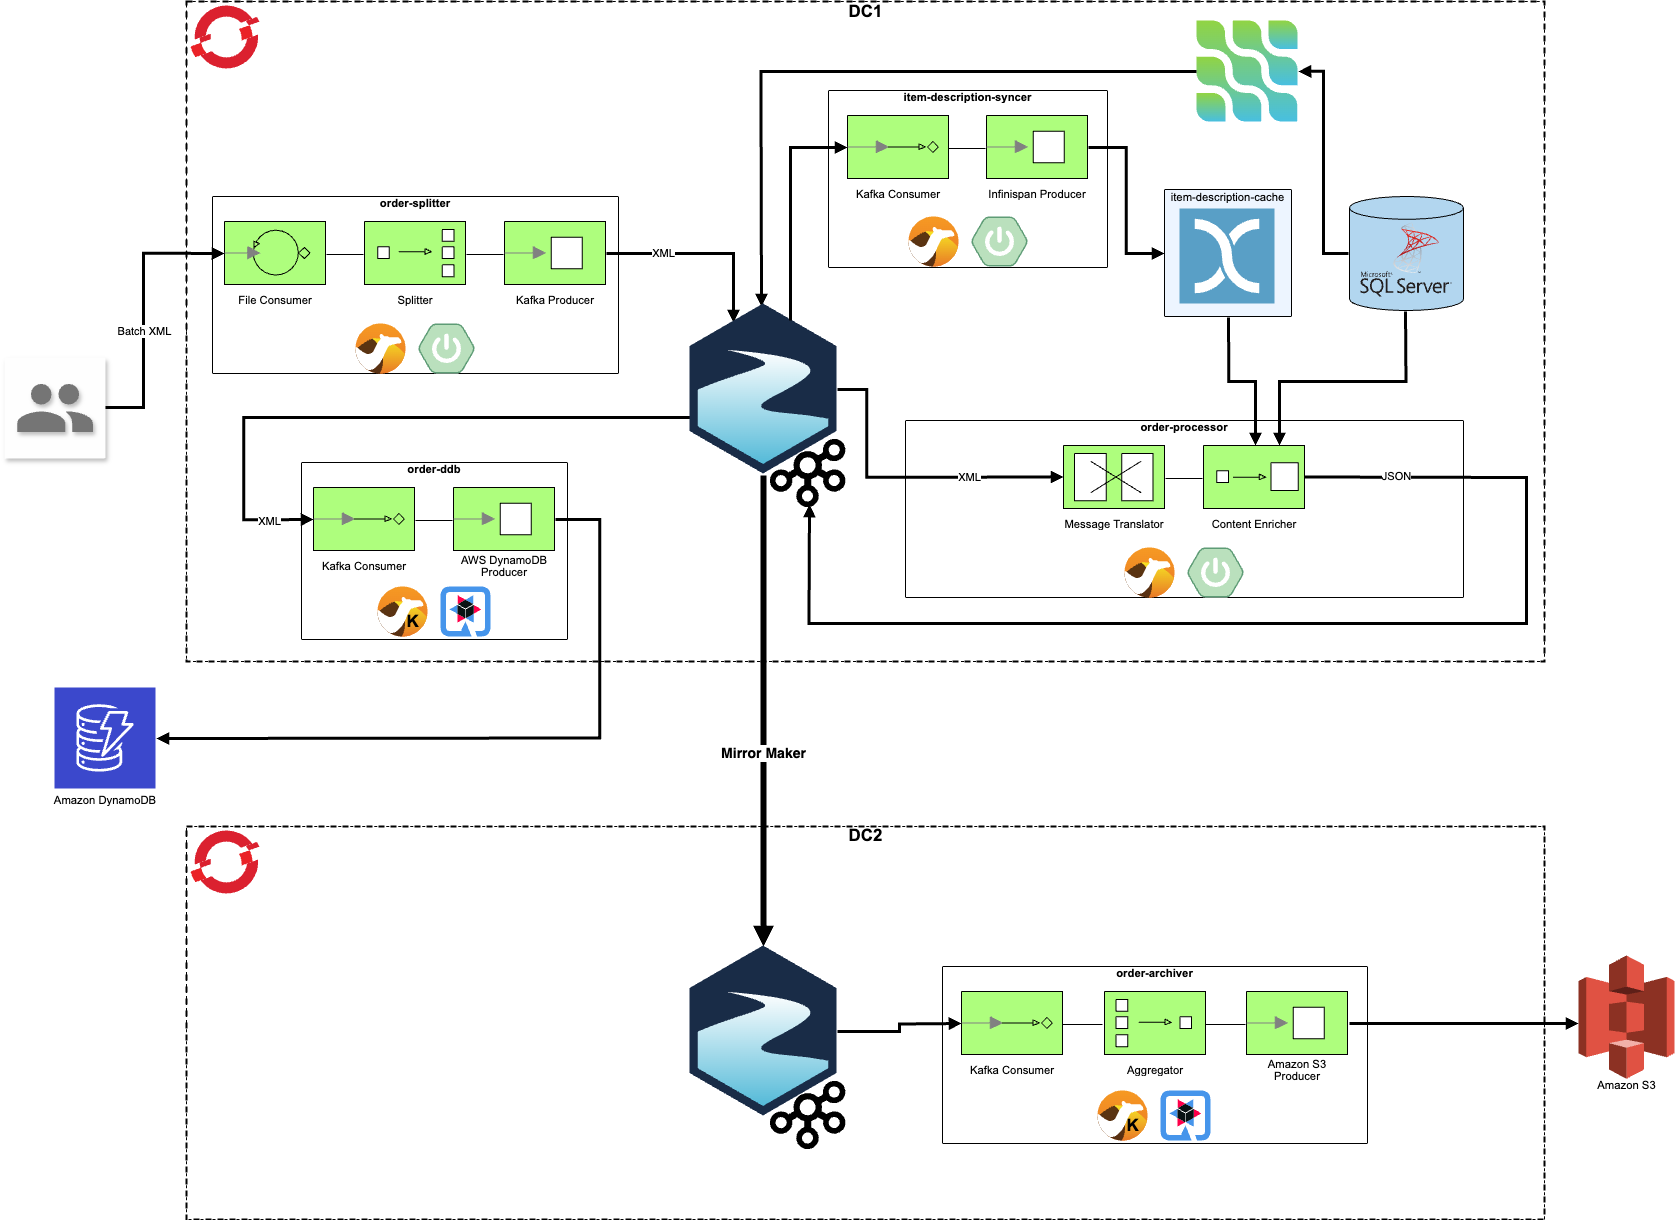 DC1
item-description-syncer
Kafka Consumer
Infinispan Producer
item-description-cache
Microsoft®
SQL Server
order-splitter
File Consumer
Splitter
Kafka Producer
XML
Batch XML
order-processor
XML
JSON
Message Translator
Content Enricher
order-ddb
XML
Kafka Consumer
AWS DynamoDB
Producer
K
Mirror Maker
Amazon DynamoDB
DC2
order-archiver
Kafka Consumer
Aggregator
Amazon S3
Producer
K
Amazon S3